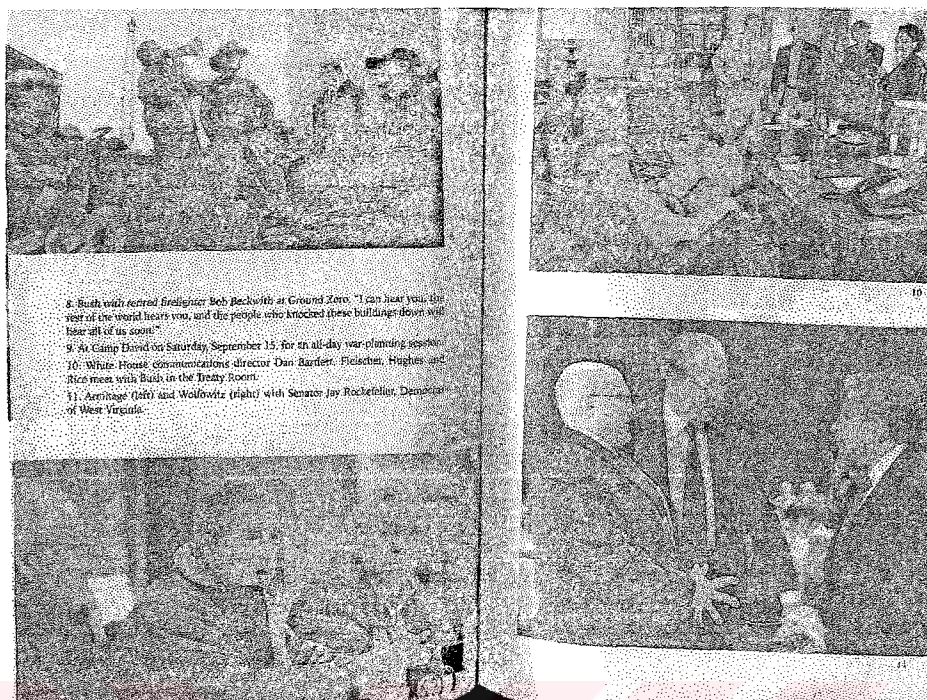 8. Bush with retired firefighter Bob Beckwith at Ground Zero. "I can hear you, the
rest of the world hears you, and the people who knocked these buildings down will
hear all of us soon!"
9. At Camp David on Saturday, September 15, for an all-day war-planning session.
10. White House communications director Dan Bartlett, Fleischer, Hughes and
Rice meet with Bush in the Treaty Room.
11. Armitage (left) and Wolfowitz (right) with Senator Jay Rockefeller, Democrat
of West Virginia.
10
11